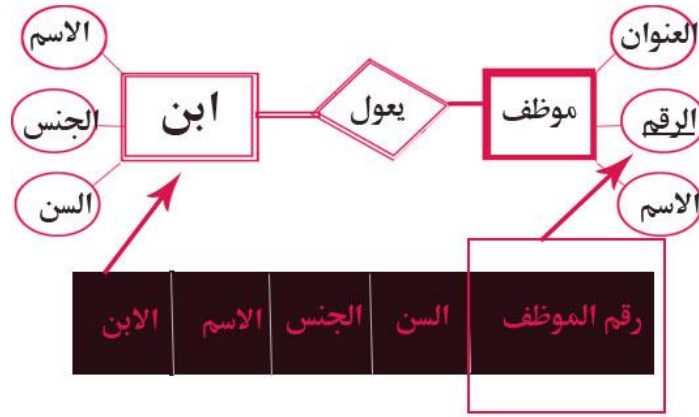 العنوان
الاسم
موظف
يعول
ابن
الرقم
الجنس
الاسم
السن
رقم الموظف السن الجنس الاسم الابن